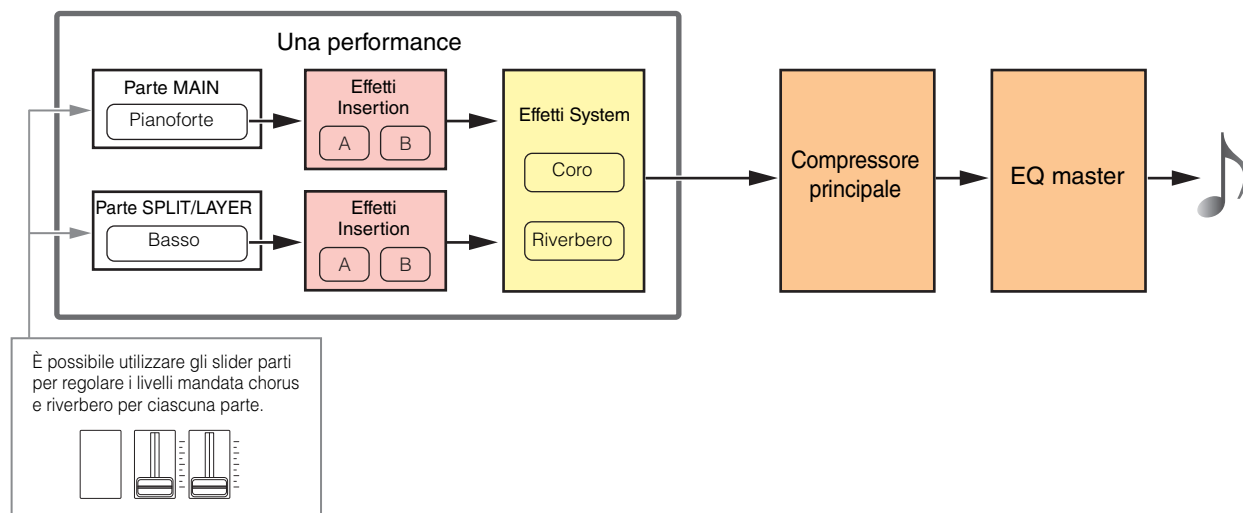 Una performance
Parte MAIN
Pianoforte
Effetti
Insertion
A B
Effetti System
Coro
Riverbero
Parte SPLIT/LAYER
Basso
Effetti
Insertion
A B
Compressore
principale
EQ master
È possibile utilizzare gli slider parti
per regolare i livelli mandata chorus
e riverbero per ciascuna parte.